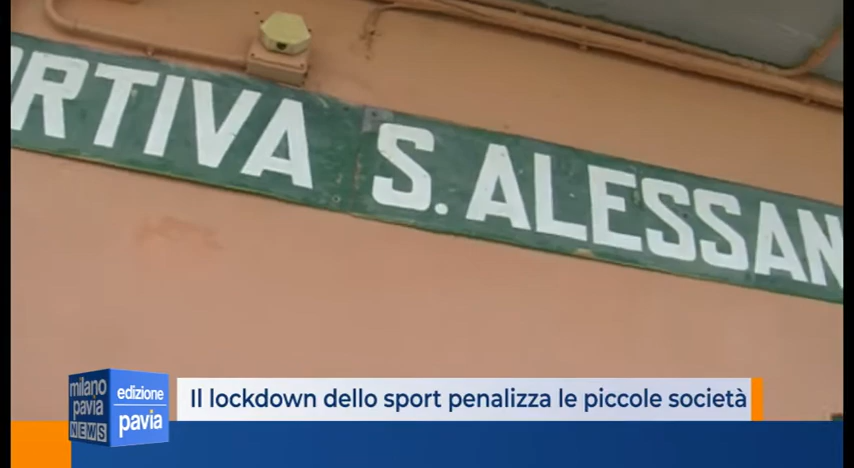 RTIVA S. ALESSAN
milano
pavia
NEWS
edizione
pavia
Il lockdown dello sport penalizza le piccole società